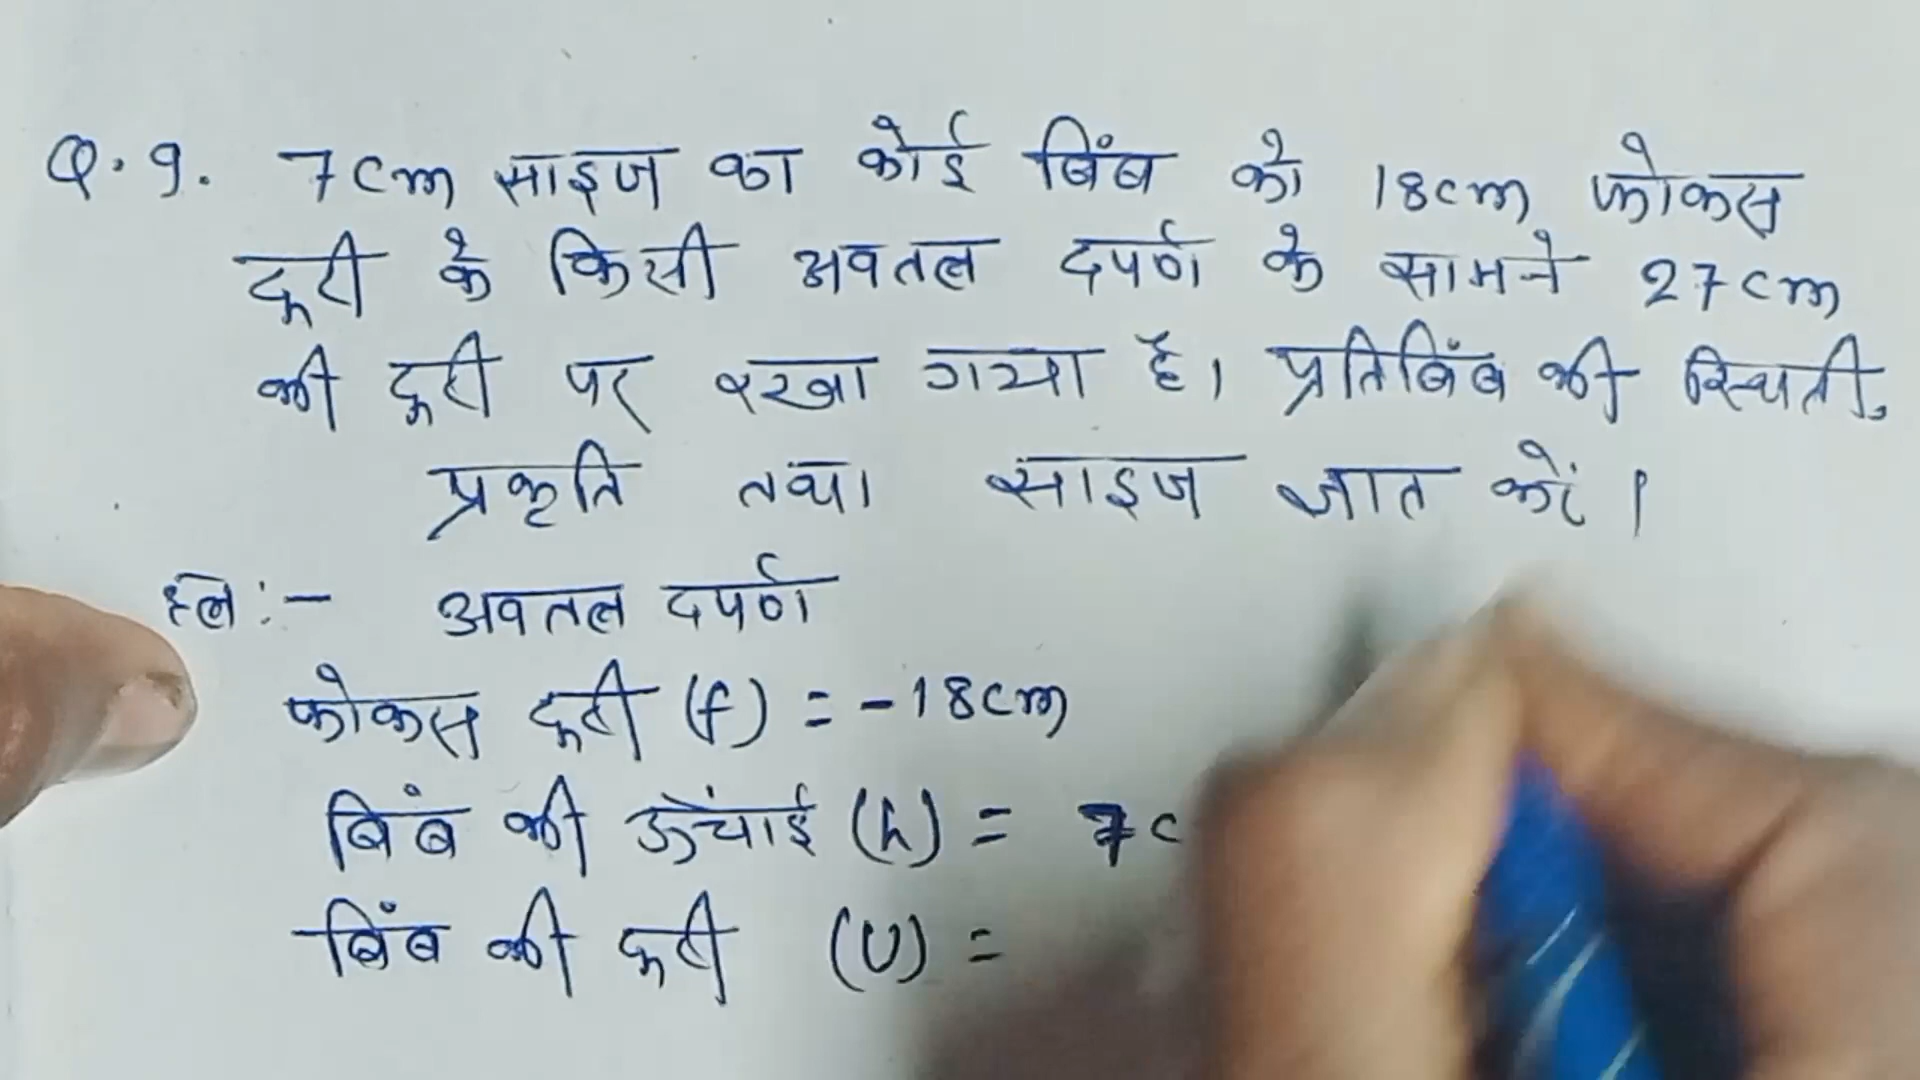 Q.9. 7cm साइज का कोई बिंब को 18cm फोकस
दूरी के किसी अवतल दर्पण के सामने 27cm
की दूरी पर रखा गया है। प्रतिबिंब की स्थिती,
प्रकृति तथा साइज ज्ञात करें।
हल :- अवतल दर्पण
फोकस दूरी (f) = -18cm
बिंब की ऊंचाई (h) = 7c
बिंब की दूरी (U) =